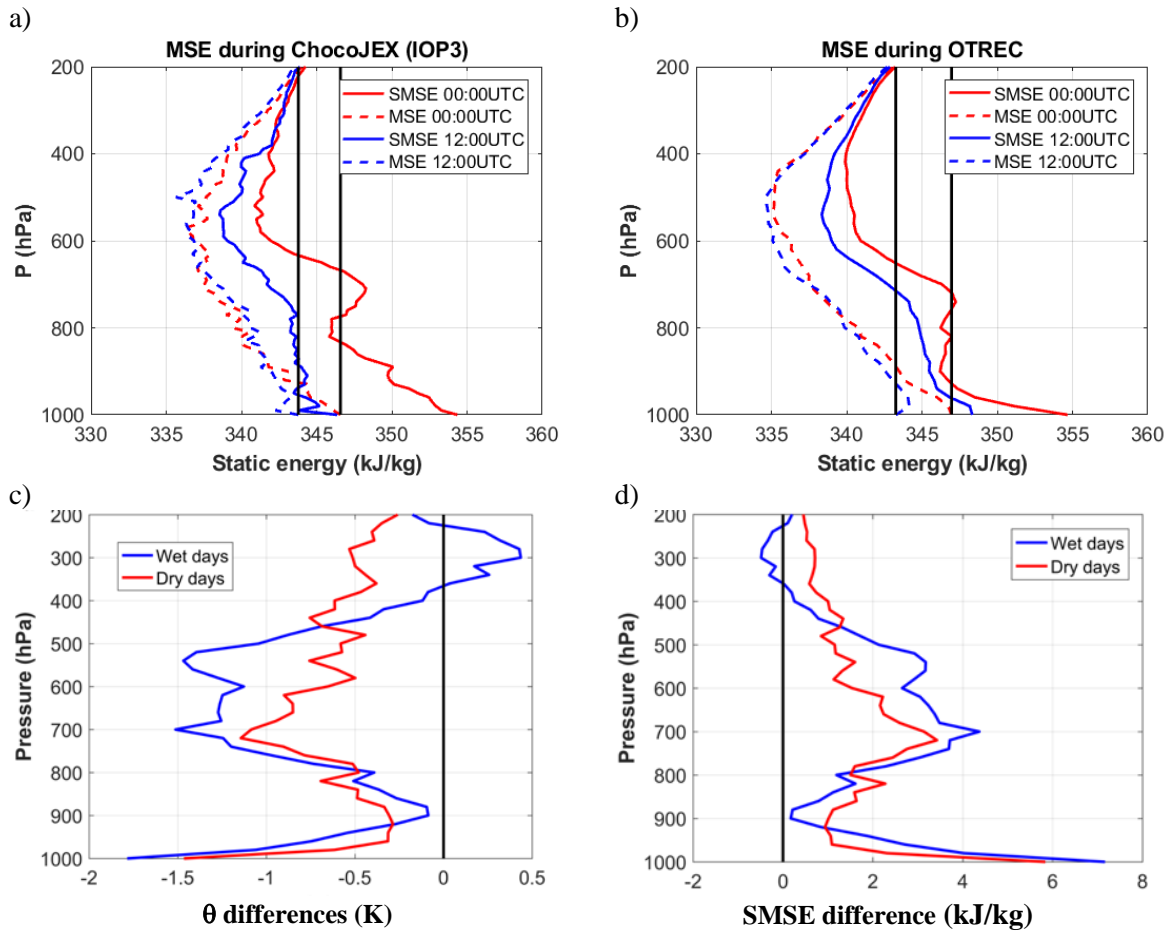 a)
MSE during ChocoJEX (IOP3)
200
400
600
800
1000
P (hPa)
330 335 340 345 350 355 360
Static energy (kJ/kg)
SMSE 00:00UTC
MSE 00:00UTC
SMSE 12:00UTC
MSE 12:00UTC
b)
MSE during OTREC
200
400
600
800
1000
P (hPa)
330 335 340 345 350 355 360
Static energy (kJ/kg)
SMSE 00:00UTC
MSE 00:00UTC
SMSE 12:00UTC
MSE 12:00UTC
c)
200
300
400
500
600
700
800
900
1000
Pressure (hPa)
Wet days
Dry days
-2 -1.5 -1 -0.5 0 0.5
θ differences (K)
d)
200
300
400
500
600
700
800
900
1000
Pressure (hPa)
Wet days
Dry days
-2 0 2 4 6 8
SMSE difference (kJ/kg)